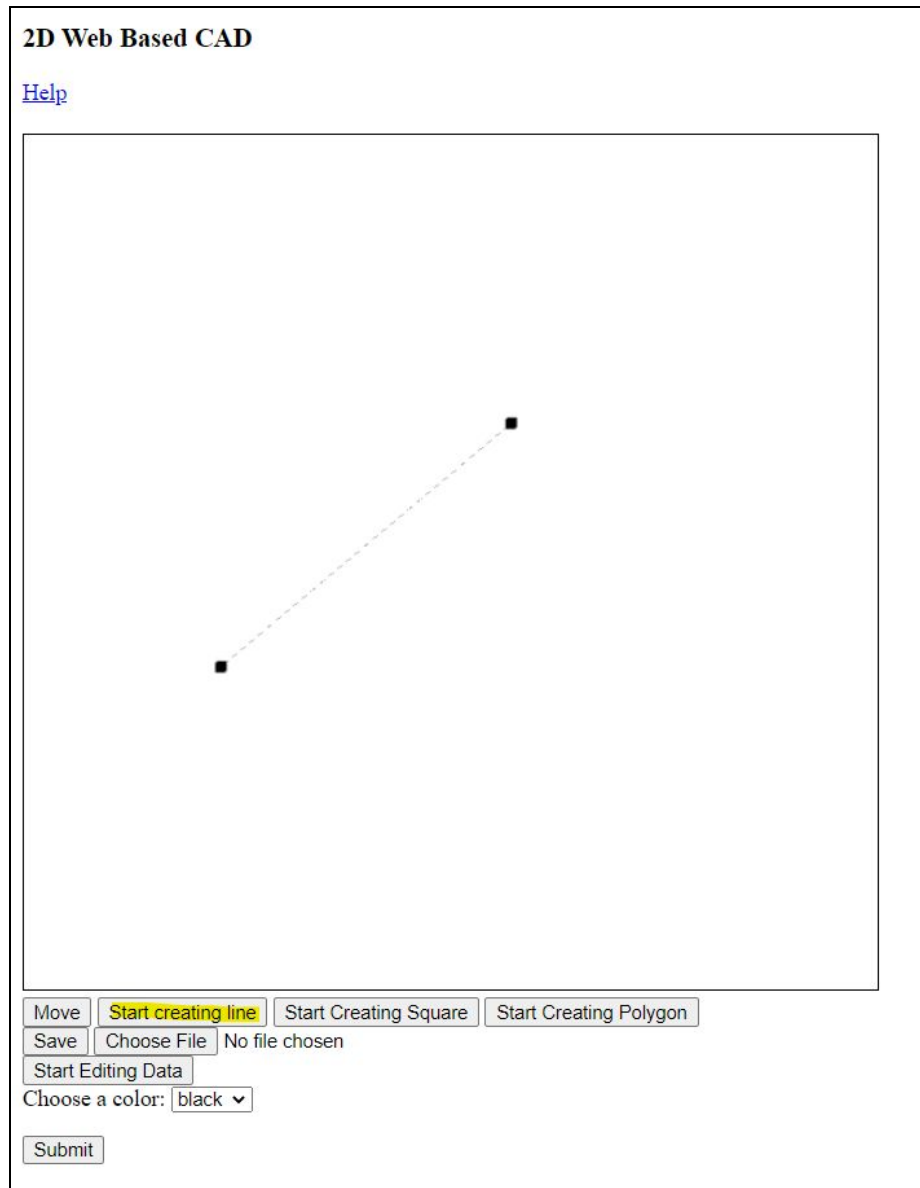 2D Web Based CAD
Help
Move Start creating line Start Creating Square Start Creating Polygon
Save Choose File No file chosen
Start Editing Data
Choose a color: black
Submit